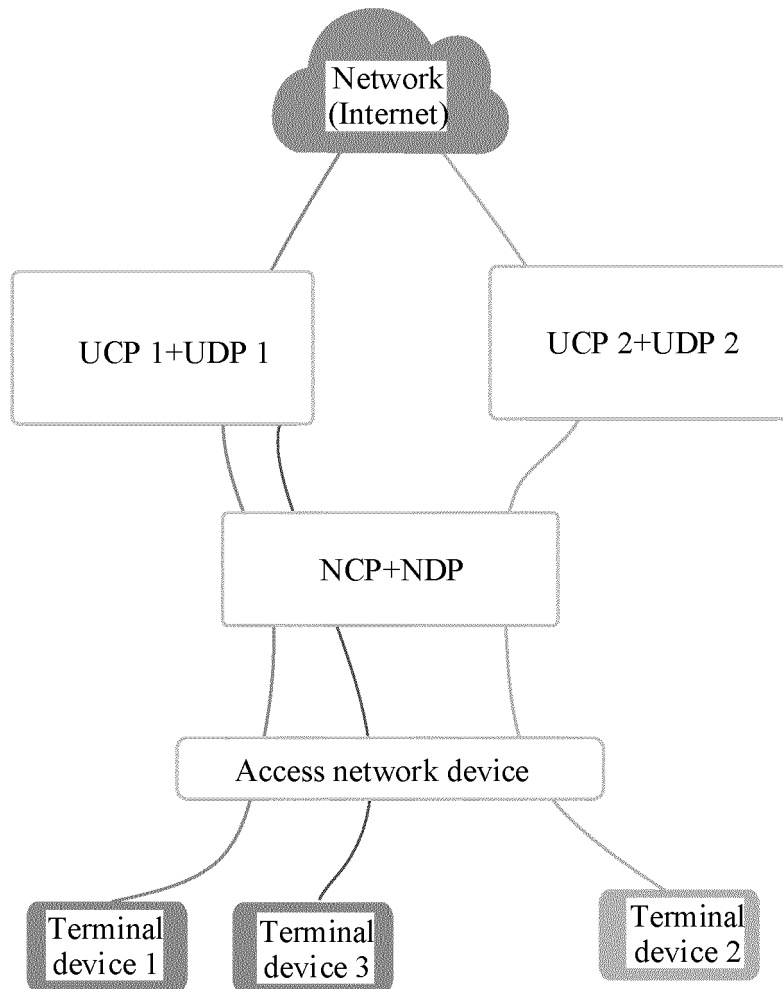 Network
(Internet)
UCP 1+UDP 1
UCP 2+UDP 2
NCP+NDP
Access network device
Terminal
device 1
Terminal
device 3
Terminal
device 2